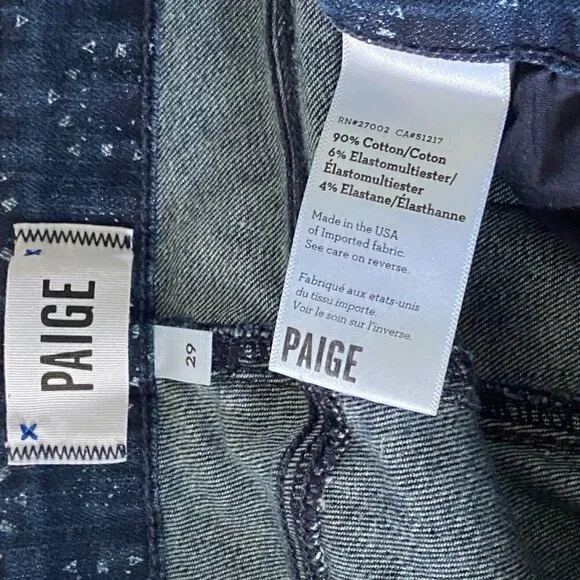 PAIGE
29
RN#27002 CA#51217
90% Cotton/Coton
6% Elastomultiester/
Élastomultiester
4% Elastane/Élasthanne
Made in the USA
of Imported fabric.
See care on reverse.
Fabriqué aux etats-unis
du tissu importe.
Voir le soin sur l'inverse.
PAIGE